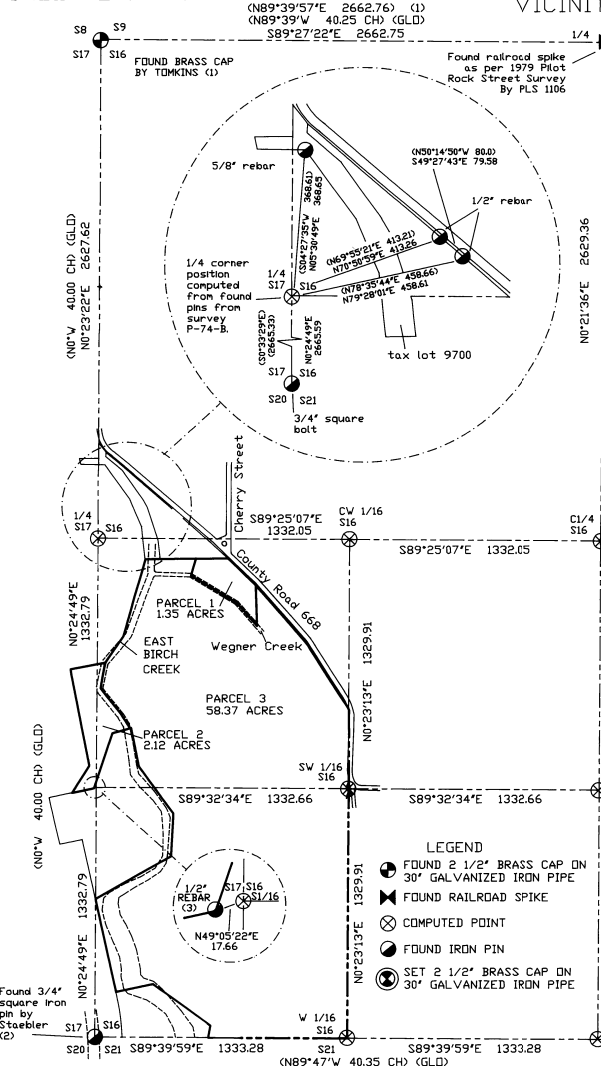 (N89°39'57"E 2662.76) (1)
(N89°39'W 40.25 CH) (GLO)
S89°27'22"E 2662.75
VICINI
S8 S9
S17 S16
FOUND BRASS CAP
BY TOMKINS (1)
1/4
Found railroad spike
as per 1979 Pilot
Rock Street Survey
By PLS 1106
5/8" rebar
(N50°14'50"W 80.0)
S49°27'43"E 79.58
1/2" rebar
(S04°27'35"W 368.61)
N05°30'49"E 368.65
(N69°55'21"E 413.21)
N70°50'59"E 413.26
(N78°35'44"E 458.66)
N79°28'01"E 458.61
1/4 corner
position
computed
from found
pins from
survey
P-74-B.
1/4
S17 S16
(S0°33'29"E)
(2665.33)
N0°24'49"E
2665.59
tax lot 9700
S17 S16
S20 S21
3/4" square
bolt
(N0°W 40.00 CH) (GLO)
N0°23'22"E 2627.62
N0°21'36"E 2629.36
Cherry Street
1/4
S17 S16
S89°25'07"E
1332.05
CW 1/16
S16
S89°25'07"E 1332.05
C1/4
S16
County Road 668
N0°24'49"E
1332.79
PARCEL 1
1.35 ACRES
Wegner Creek
EAST
BIRCH
CREEK
PARCEL 3
58.37 ACRES
N0°23'13"E 1329.91
PARCEL 2
2.12 ACRES
SW 1/16
S16
S89°32'34"E 1332.66
S89°32'34"E 1332.66
(N0°W 40.00 CH) (GLO)
N0°24'49"E 1332.79
1/2"
REBAR
(3)
S17 S16
S1/16
N49°05'22"E
17.66
N0°23'13"E 1329.91
LEGEND
FOUND 2 1/2" BRASS CAP ON
30" GALVANIZED IRON PIPE
FOUND RAILROAD SPIKE
COMPUTED POINT
FOUND IRON PIN
SET 2 1/2" BRASS CAP ON
30" GALVANIZED IRON PIPE
Found 3/4"
square iron
pin by
Staebler
(2)
S17 S16
S20 S21
S89°39'59"E 1333.28
W 1/16
S16
S21
S89°39'59"E 1333.28
(N89°47'W 40.35 CH) (GLO)